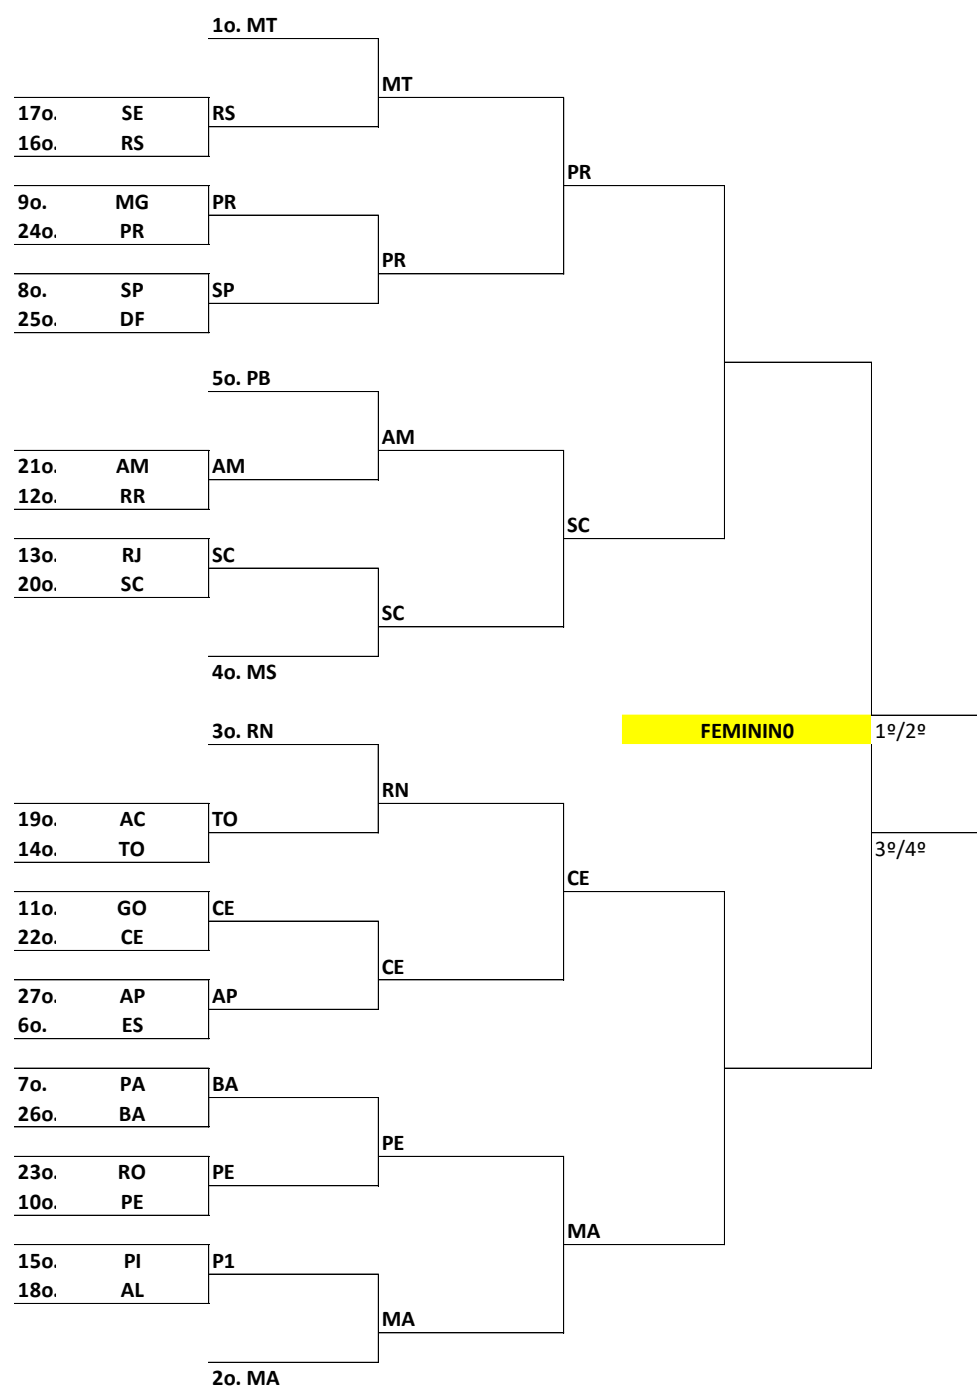 1o. MT
MT
17o. SE RS
16o. RS
PR
9o. MG PR
24o. PR
PR
8o. SP SP
25o. DF
5o. PB
AM
21o. AM AM
12o. RR
SC
13o. RJ SC
20o. SC
SC
4o. MS
3o. RN FEMININ0 1º/2º
RN
19o. AC TO
14o. TO 3º/4º
CE
11o. GO CE
22o. CE
CE
27o. AP AP
6o. ES
7o. PA BA
26o. BA
PE
23o. RO PE
10o. PE
MA
15o. PI P1
18o. AL
MA
2o. MA